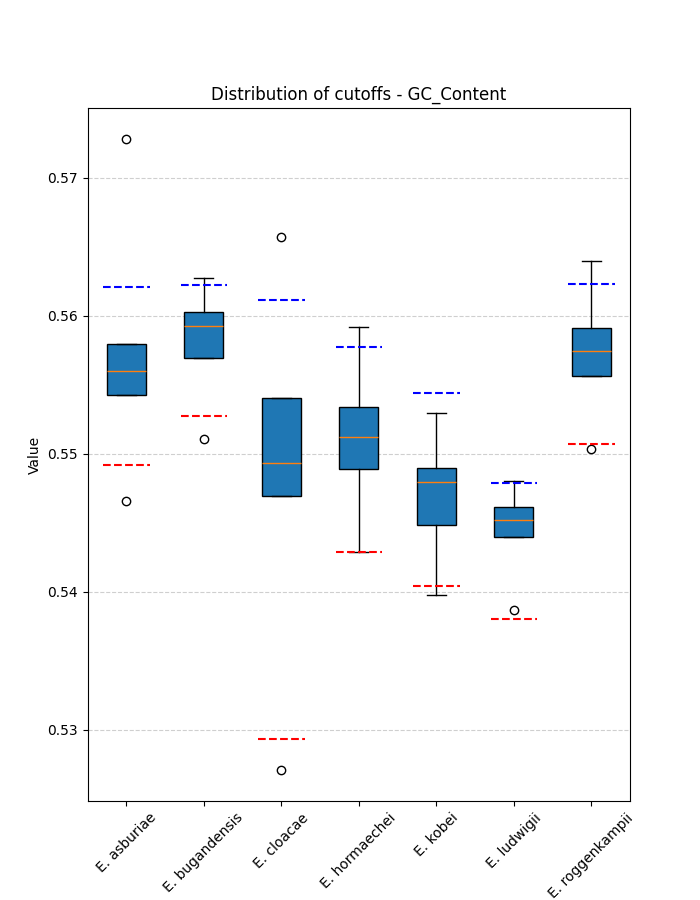 Distribution of cutoffs - GC_Content
Value
0.57
0.56
0.55
0.54
0.53
E. asburiae
E. bugandensis
E. cloacae
E. hormaechei
E. kobei
E. ludwigii
E. roggenkampii